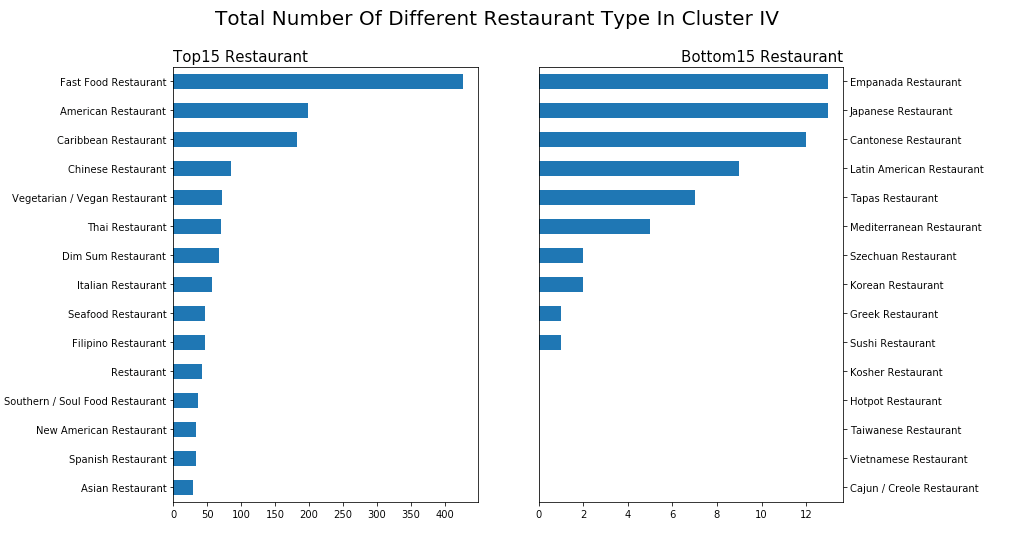 Total Number Of Different Restaurant Type In Cluster IV
Top15 Restaurant
Fast Food Restaurant
American Restaurant
Caribbean Restaurant
Chinese Restaurant
Vegetarian / Vegan Restaurant
Thai Restaurant
Dim Sum Restaurant
Italian Restaurant
Seafood Restaurant
Filipino Restaurant
Restaurant
Southern / Soul Food Restaurant
New American Restaurant
Spanish Restaurant
Asian Restaurant
0 50 100 150 200 250 300 350 400
Bottom15 Restaurant
Empanada Restaurant
Japanese Restaurant
Cantonese Restaurant
Latin American Restaurant
Tapas Restaurant
Mediterranean Restaurant
Szechuan Restaurant
Korean Restaurant
Greek Restaurant
Sushi Restaurant
Kosher Restaurant
Hotpot Restaurant
Taiwanese Restaurant
Vietnamese Restaurant
Cajun / Creole Restaurant
0 2 4 6 8 10 12